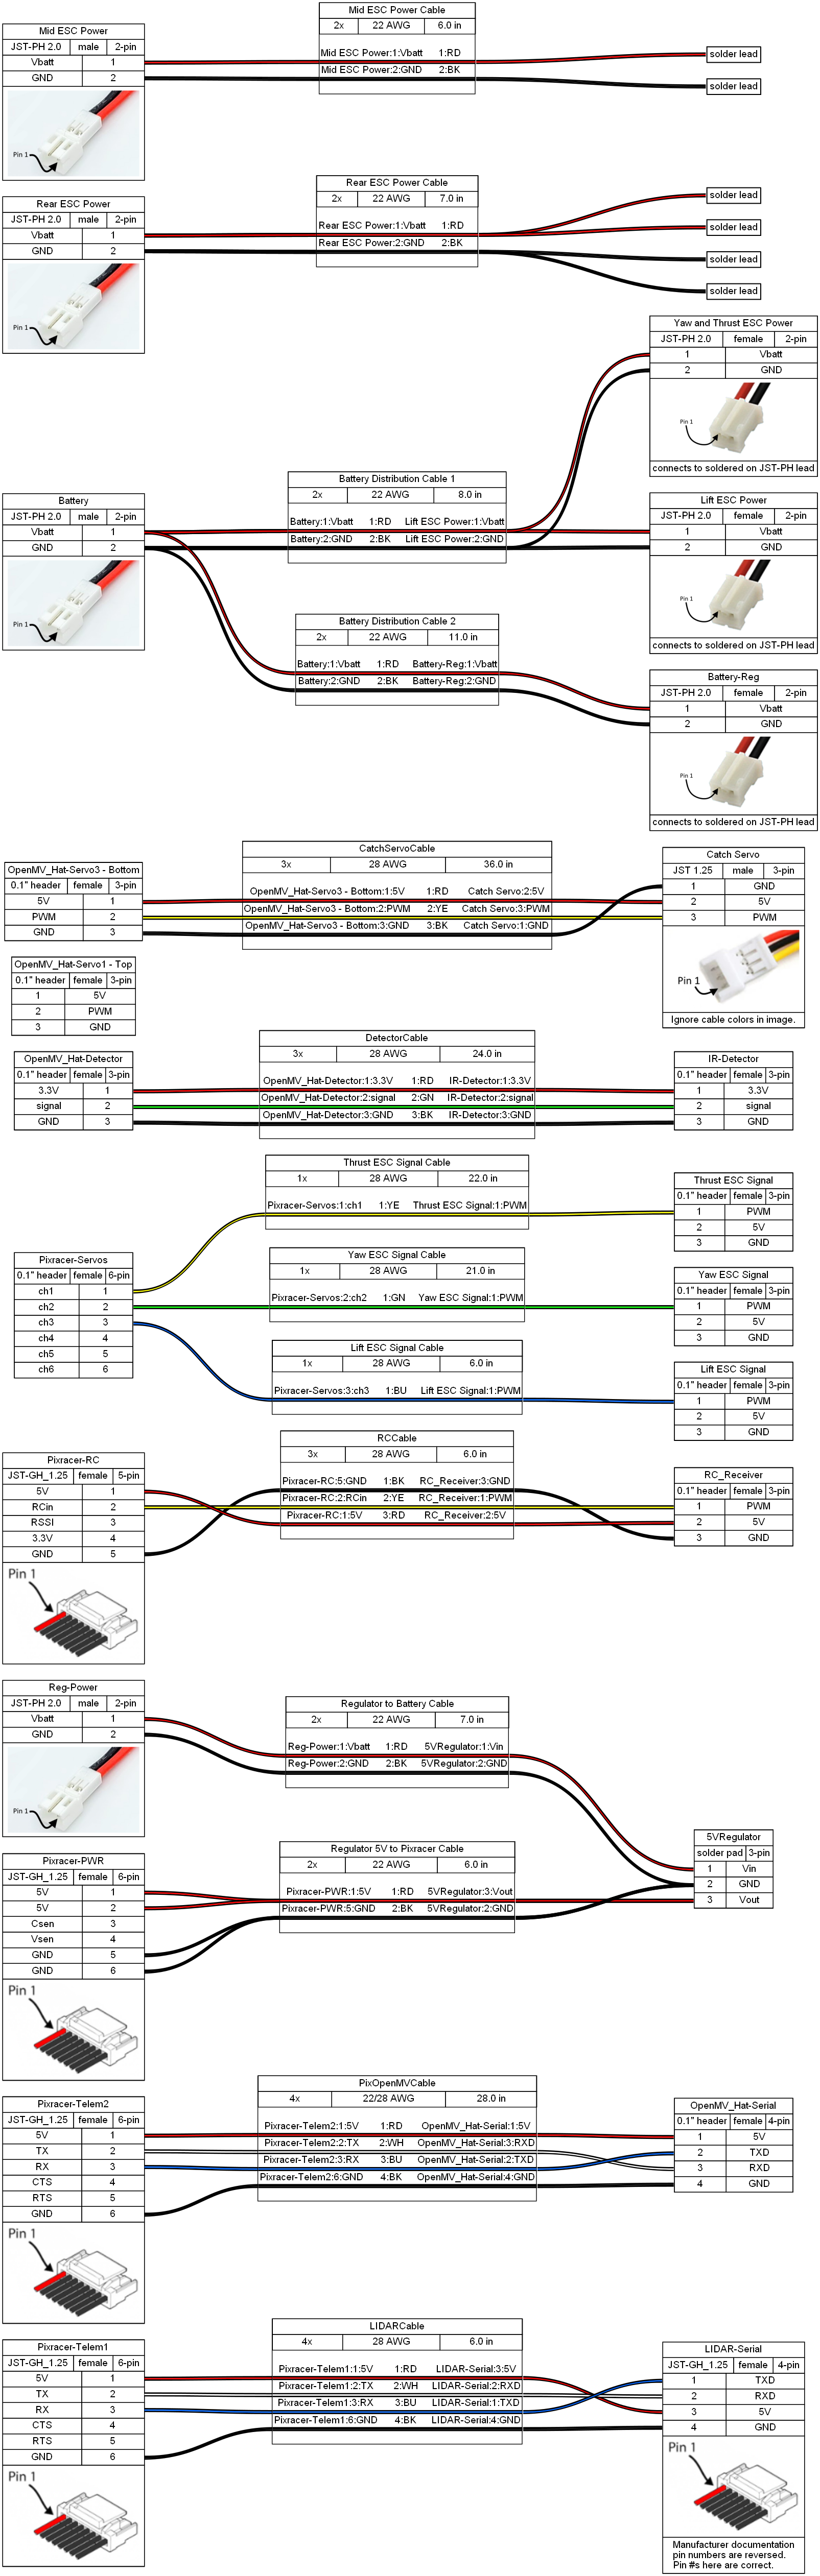 Mid ESC Power Cable
2x 22 AWG 6.0 in
Mid ESC Power:1:Vbatt 1:RD
Mid ESC Power:2:GND 2:BK
Mid ESC Power
JST-PH 2.0 male 2-pin
Vbatt 1
GND 2
Pin 1
solder lead
solder lead
Rear ESC Power Cable
2x 22 AWG 7.0 in
Rear ESC Power:1:Vbatt 1:RD
Rear ESC Power:2:GND 2:BK
Rear ESC Power
JST-PH 2.0 male 2-pin
Vbatt 1
GND 2
Pin 1
solder lead
solder lead
solder lead
solder lead
Yaw and Thrust ESC Power
JST-PH 2.0 female 2-pin
1 Vbatt
2 GND
Pin 1
connects to soldered on JST-PH lead
Battery
JST-PH 2.0 male 2-pin
Vbatt 1
GND 2
Pin 1
Battery Distribution Cable 1
2x 22 AWG 8.0 in
Battery:1:Vbatt 1:RD Lift ESC Power:1:Vbatt
Battery:2:GND 2:BK Lift ESC Power:2:GND
Lift ESC Power
JST-PH 2.0 female 2-pin
1 Vbatt
2 GND
Pin 1
connects to soldered on JST-PH lead
Battery Distribution Cable 2
2x 22 AWG 11.0 in
Battery:1:Vbatt 1:RD Battery-Reg:1:Vbatt
Battery:2:GND 2:BK Battery-Reg:2:GND
Battery-Reg
JST-PH 2.0 female 2-pin
1 Vbatt
2 GND
Pin 1
connects to soldered on JST-PH lead
OpenMV_Hat-Servo3 - Bottom
0.1" header female 3-pin
5V 1
PWM 2
GND 3
CatchServoCable
3x 28 AWG 36.0 in
OpenMV_Hat-Servo3 - Bottom:1:5V 1:RD Catch Servo:2:5V
OpenMV_Hat-Servo3 - Bottom:2:PWM 2:YE Catch Servo:3:PWM
OpenMV_Hat-Servo3 - Bottom:3:GND 3:BK Catch Servo:1:GND
Catch Servo
JST 1.25 male 3-pin
1 GND
2 5V
3 PWM
Pin 1
Ignore cable colors in image.
OpenMV_Hat-Servo1 - Top
0.1" header female 3-pin
1 5V
2 PWM
3 GND
OpenMV_Hat-Detector
0.1" header female 3-pin
3.3V 1
signal 2
GND 3
DetectorCable
3x 28 AWG 24.0 in
OpenMV_Hat-Detector:1:3.3V 1:RD IR-Detector:1:3.3V
OpenMV_Hat-Detector:2:signal 2:GN IR-Detector:2:signal
OpenMV_Hat-Detector:3:GND 3:BK IR-Detector:3:GND
IR-Detector
0.1" header female 3-pin
1 3.3V
2 signal
3 GND
Pixracer-Servos
0.1" header female 6-pin
ch1 1
ch2 2
ch3 3
ch4 4
ch5 5
ch6 6
Thrust ESC Signal Cable
1x 28 AWG 22.0 in
Pixracer-Servos:1:ch1 1:YE Thrust ESC Signal:1:PWM
Thrust ESC Signal
0.1" header female 3-pin
1 PWM
2 5V
3 GND
Yaw ESC Signal Cable
1x 28 AWG 21.0 in
Pixracer-Servos:2:ch2 1:GN Yaw ESC Signal:1:PWM
Yaw ESC Signal
0.1" header female 3-pin
1 PWM
2 5V
3 GND
Lift ESC Signal Cable
1x 28 AWG 6.0 in
Pixracer-Servos:3:ch3 1:BU Lift ESC Signal:1:PWM
Lift ESC Signal
0.1" header female 3-pin
1 PWM
2 5V
3 GND
Pixracer-RC
JST-GH_1.25 female 5-pin
5V 1
RCin 2
RSSI 3
3.3V 4
GND 5
Pin 1
RCCable
3x 28 AWG 6.0 in
Pixracer-RC:5:GND 1:BK RC_Receiver:3:GND
Pixracer-RC:2:RCin 2:YE RC_Receiver:1:PWM
Pixracer-RC:1:5V 3:RD RC_Receiver:2:5V
RC_Receiver
0.1" header female 3-pin
1 PWM
2 5V
3 GND
Reg-Power
JST-PH 2.0 male 2-pin
Vbatt 1
GND 2
Pin 1
Regulator to Battery Cable
2x 22 AWG 7.0 in
Reg-Power:1:Vbatt 1:RD 5VRegulator:1:Vin
Reg-Power:2:GND 2:BK 5VRegulator:2:GND
5VRegulator
solder pad 3-pin
1 Vin
2 GND
3 Vout
Pixracer-PWR
JST-GH_1.25 female 6-pin
5V 1
5V 2
Csen 3
Vsen 4
GND 5
GND 6
Pin 1
Regulator 5V to Pixracer Cable
2x 22 AWG 6.0 in
Pixracer-PWR:1:5V 1:RD 5VRegulator:3:Vout
Pixracer-PWR:5:GND 2:BK 5VRegulator:2:GND
Pixracer-Telem2
JST-GH_1.25 female 6-pin
5V 1
TX 2
RX 3
CTS 4
RTS 5
GND 6
Pin 1
PixOpenMVCable
4x 22/28 AWG 28.0 in
Pixracer-Telem2:1:5V 1:RD OpenMV_Hat-Serial:1:5V
Pixracer-Telem2:2:TX 2:WH OpenMV_Hat-Serial:3:RXD
Pixracer-Telem2:3:RX 3:BU OpenMV_Hat-Serial:2:TXD
Pixracer-Telem2:6:GND 4:BK OpenMV_Hat-Serial:4:GND
OpenMV_Hat-Serial
0.1" header female 4-pin
1 5V
2 TXD
3 RXD
4 GND
Pixracer-Telem1
JST-GH_1.25 female 6-pin
5V 1
TX 2
RX 3
CTS 4
RTS 5
GND 6
Pin 1
LIDARCable
4x 28 AWG 6.0 in
Pixracer-Telem1:1:5V 1:RD LIDAR-Serial:3:5V
Pixracer-Telem1:2:TX 2:WH LIDAR-Serial:2:RXD
Pixracer-Telem1:3:RX 3:BU LIDAR-Serial:1:TXD
Pixracer-Telem1:6:GND 4:BK LIDAR-Serial:4:GND
LIDAR-Serial
JST-GH_1.25 female 4-pin
1 TXD
2 RXD
3 5V
4 GND
Pin 1
Manufacturer documentation
pin numbers are reversed.
Pin #s here are correct.